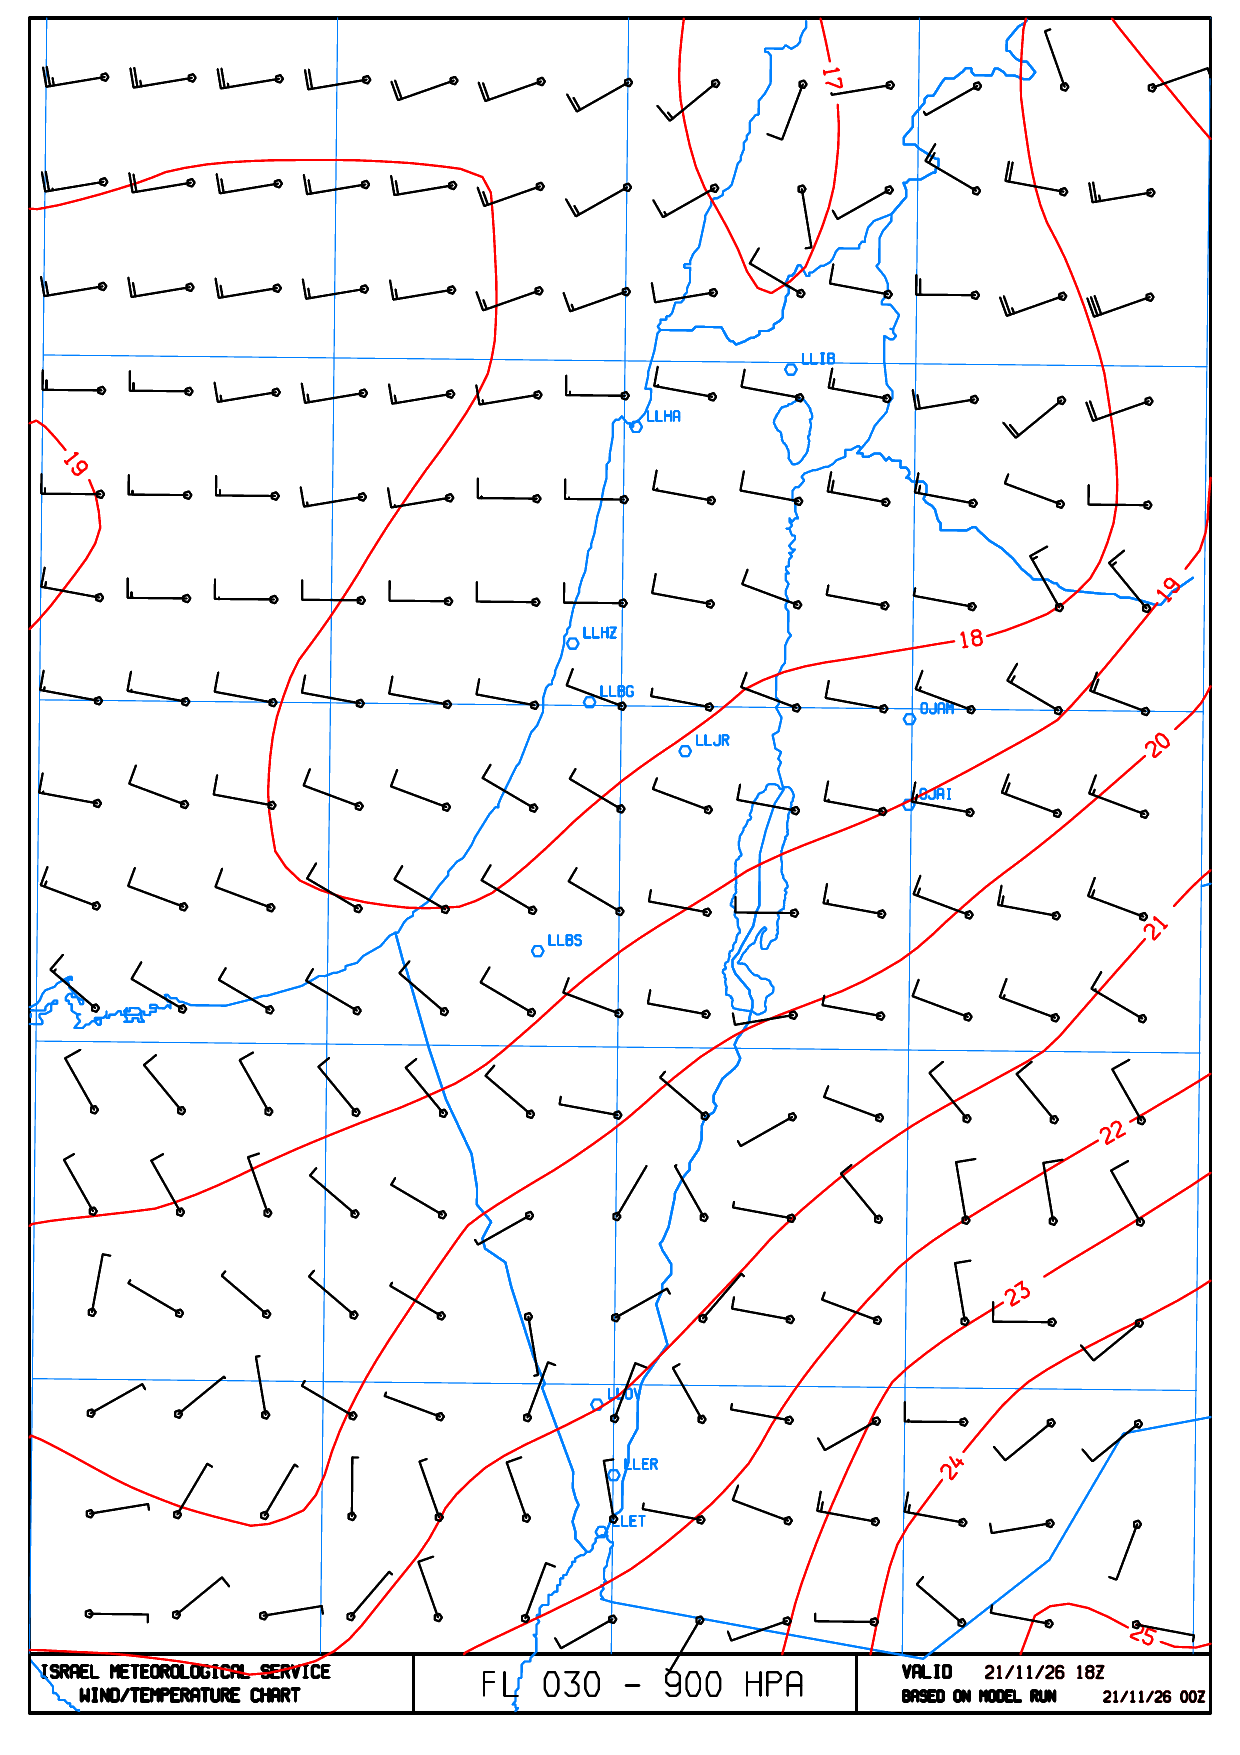 17
LLIB
LLHA
19
19
LLHZ
18
LLBG
OJAM
LLJR
20
OJAI
21
LLBS
22
23
LLOV
24
LLER
LLET
25
ISRAEL METEOROLOGICAL SERVICE
WIND/TEMPERATURE CHART
FL 030 - 900 HPA
VALID 21/11/26 18Z
BASED ON MODEL RUN 21/11/26 00Z